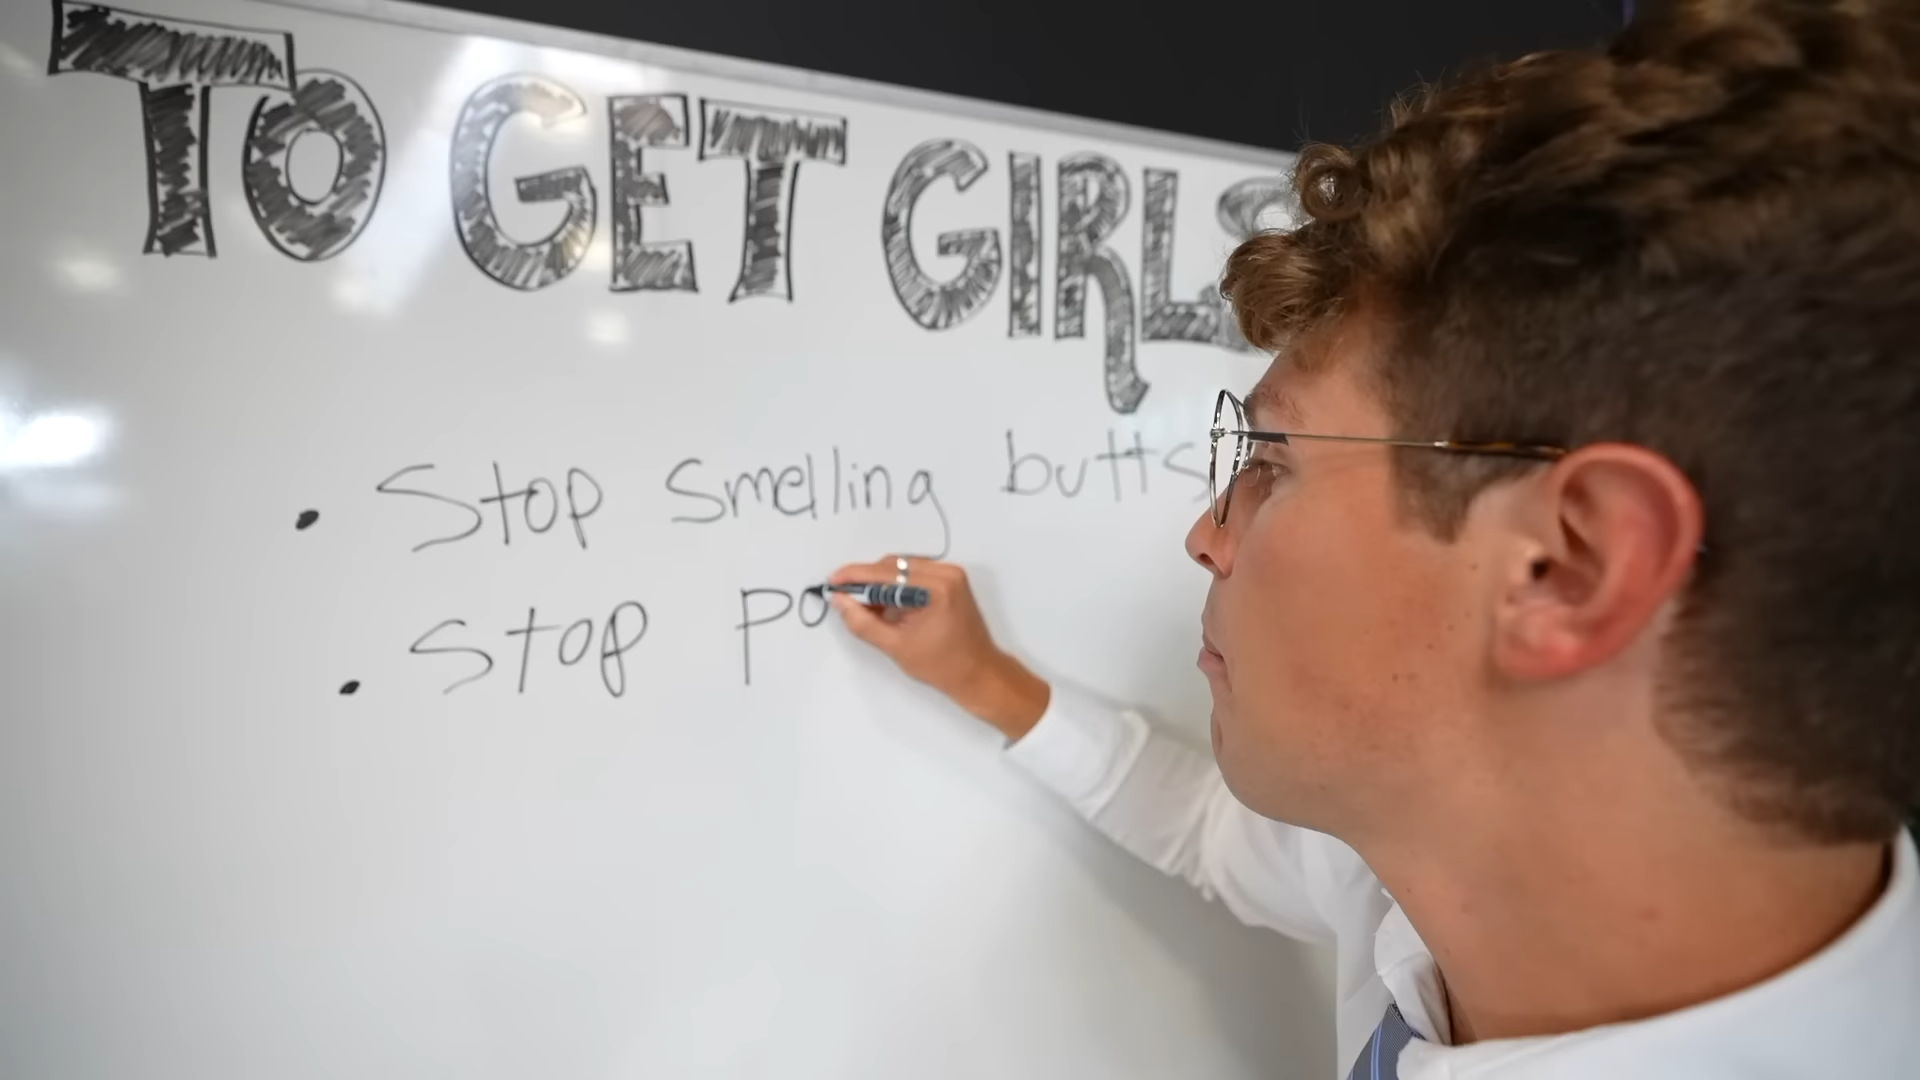 TO GET GIRLS
• Stop smelling butts
• Stop po